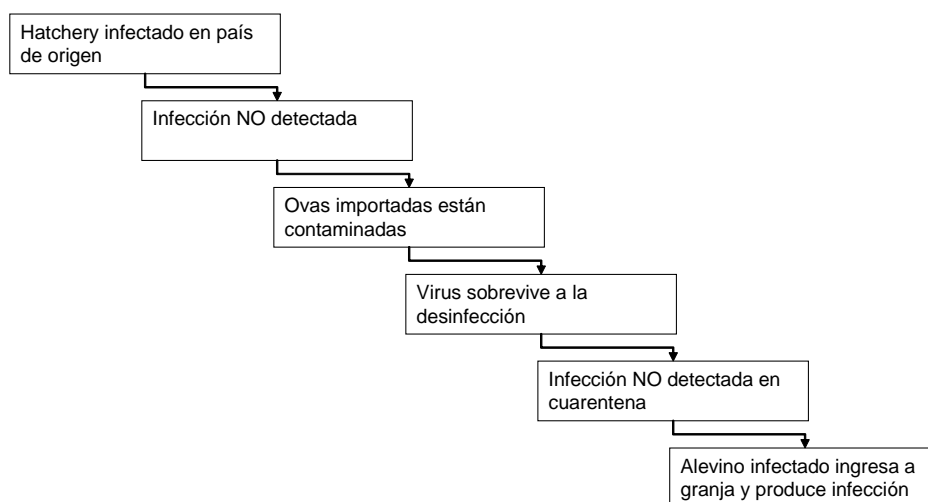 Hatchery infectado en país
de origen
Infección NO detectada
Ovas importadas están
contaminadas
Virus sobrevive a la
desinfección
Infección NO detectada en
cuarentena
Alevino infectado ingresa a
granja y produce infección